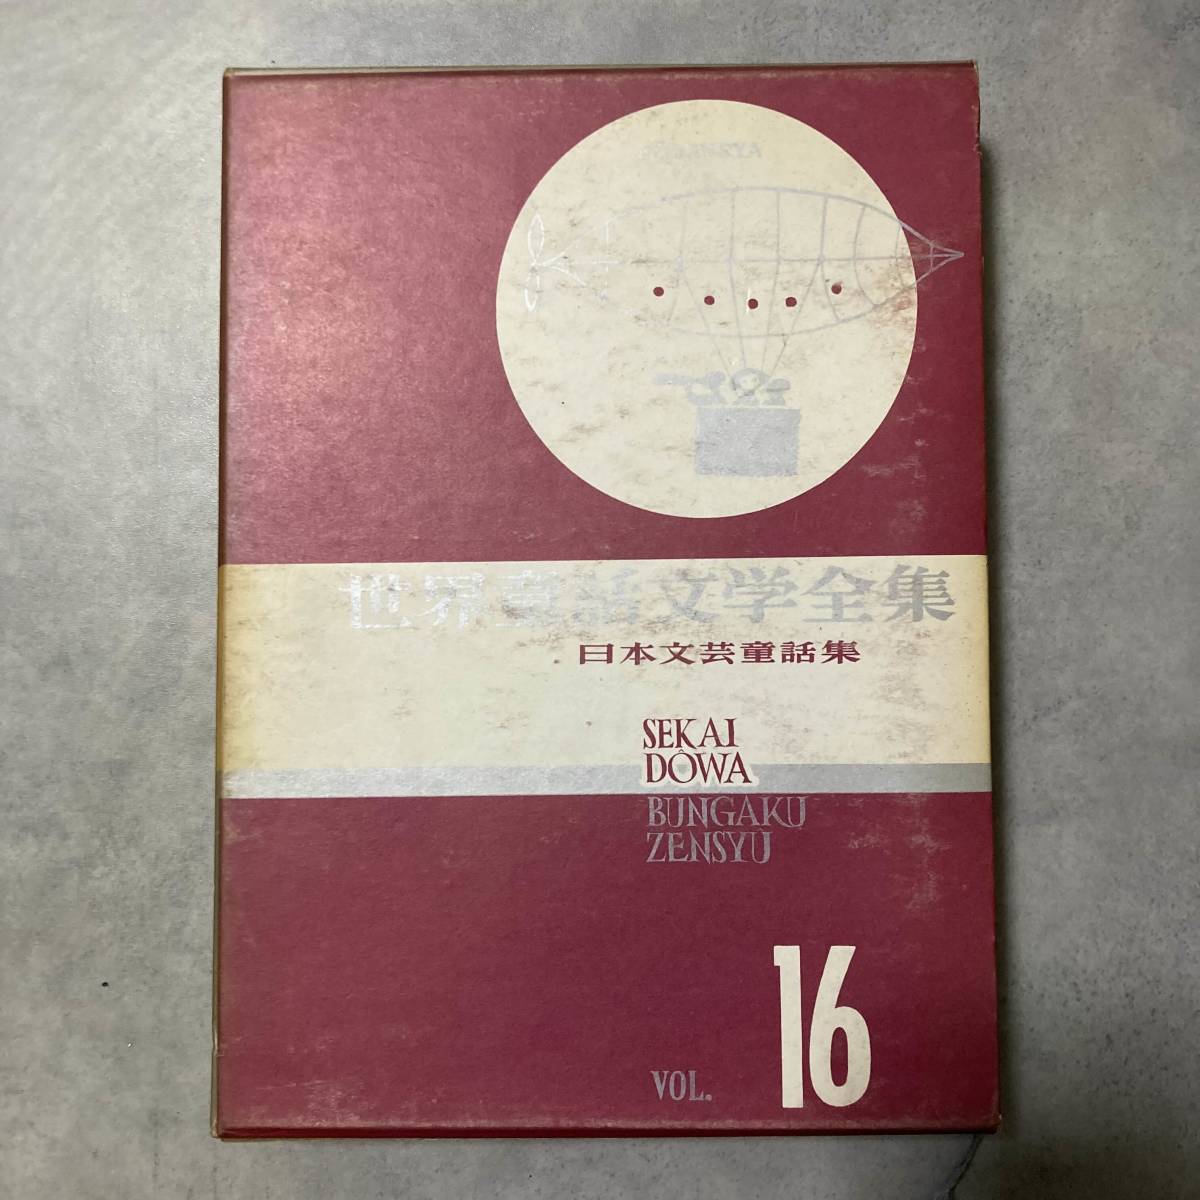 世界童話文学全集
日本文芸童話集
SEKAI
DÔWA
BUNGAKU
ZENSYÛ
VOL. 16